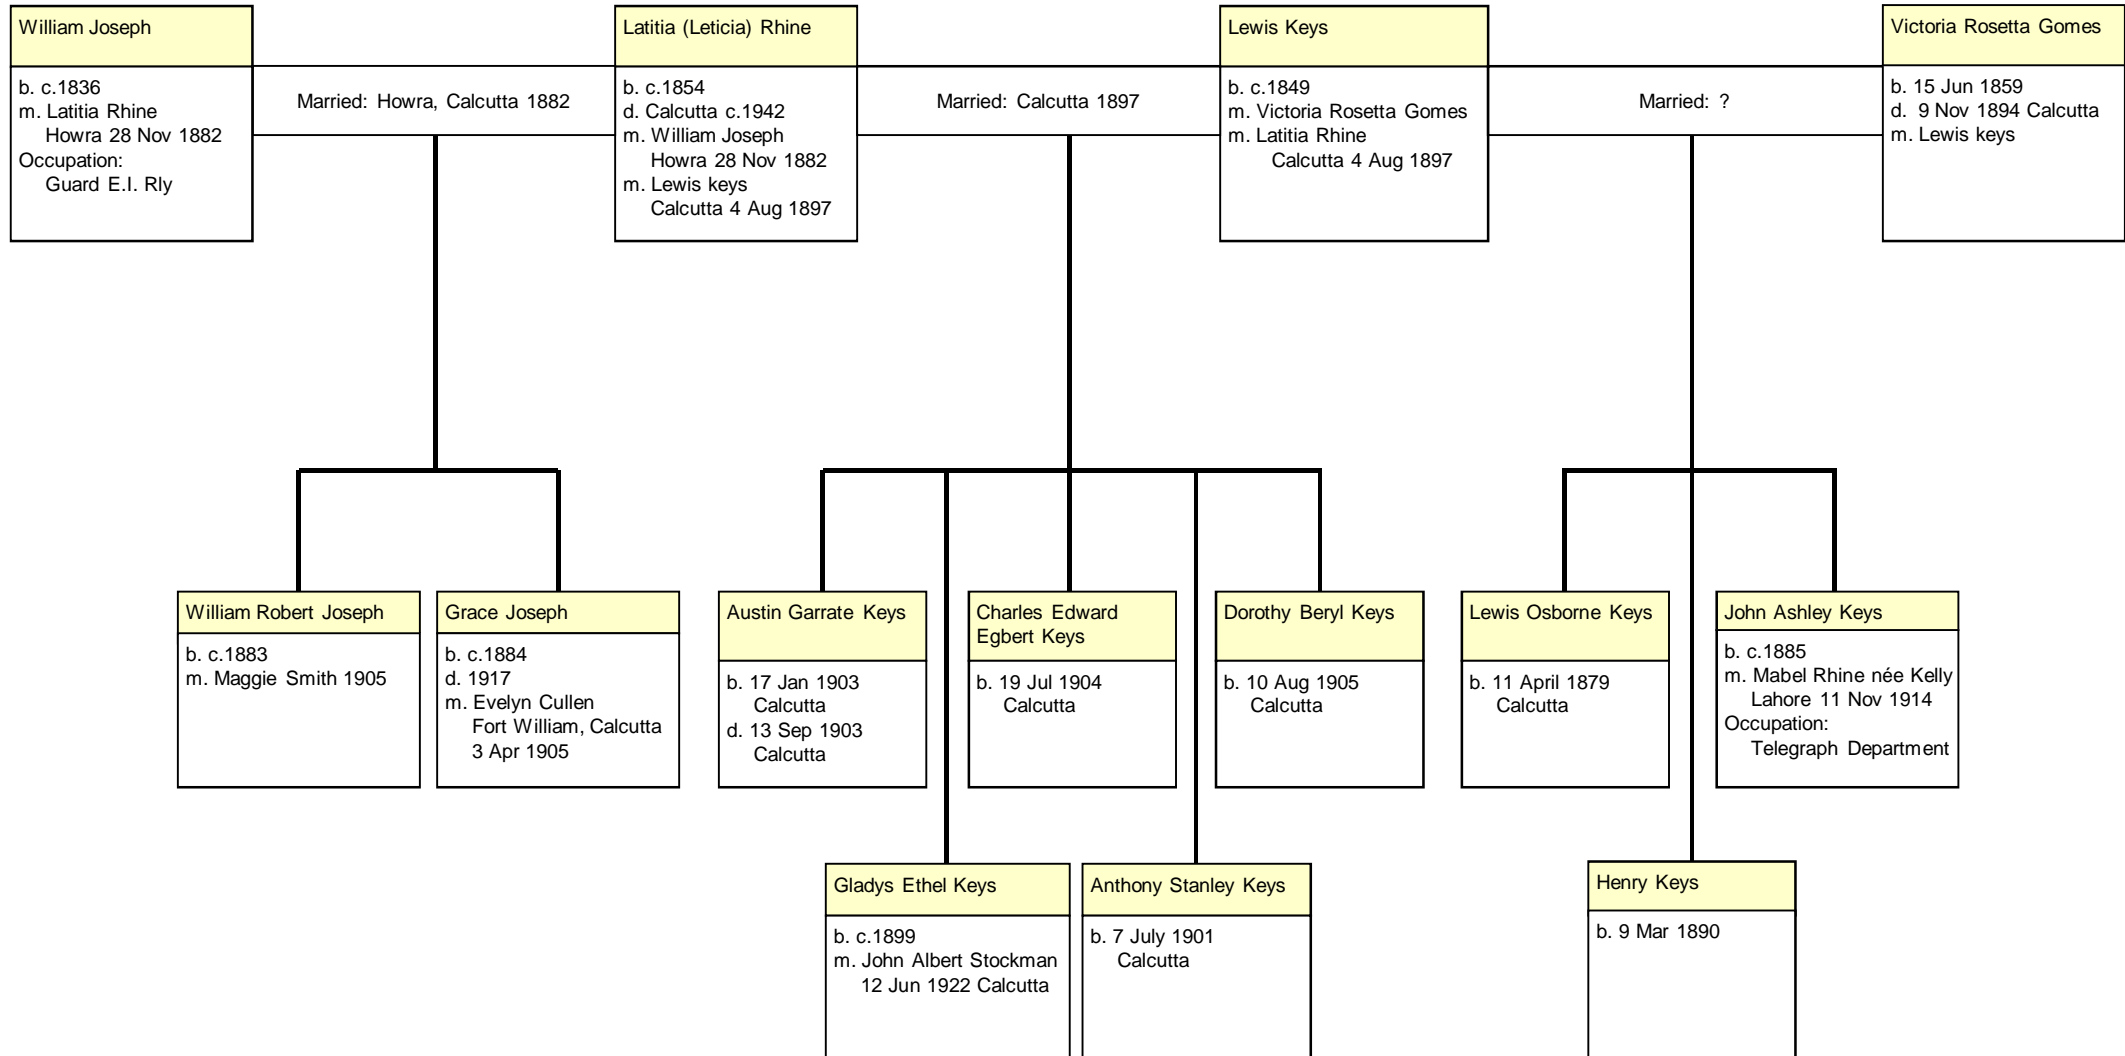 William Joseph
b. c.1836
m. Latitia Rhine
Howra 28 Nov 1882
Occupation:
Guard E.I. Rly
Married: Howra, Calcutta 1882
Latitia (Leticia) Rhine
b. c.1854
d. Calcutta c.1942
m. William Joseph
Howra 28 Nov 1882
m. Lewis keys
Calcutta 4 Aug 1897
Married: Calcutta 1897
Lewis Keys
b. c.1849
m. Victoria Rosetta Gomes
m. Latitia Rhine
Calcutta 4 Aug 1897
Married: ?
Victoria Rosetta Gomes
b. 15 Jun 1859
d. 9 Nov 1894 Calcutta
m. Lewis keys
William Robert Joseph
b. c.1883
m. Maggie Smith 1905
Grace Joseph
b. c.1884
d. 1917
m. Evelyn Cullen
Fort William, Calcutta
3 Apr 1905
Austin Garrate Keys
b. 17 Jan 1903
Calcutta
d. 13 Sep 1903
Calcutta
Charles Edward
Egbert Keys
b. 19 Jul 1904
Calcutta
Dorothy Beryl Keys
b. 10 Aug 1905
Calcutta
Lewis Osborne Keys
b. 11 April 1879
Calcutta
John Ashley Keys
b. c.1885
m. Mabel Rhine née Kelly
Lahore 11 Nov 1914
Occupation:
Telegraph Department
Gladys Ethel Keys
b. c.1899
m. John Albert Stockman
12 Jun 1922 Calcutta
Anthony Stanley Keys
b. 7 July 1901
Calcutta
Henry Keys
b. 9 Mar 1890